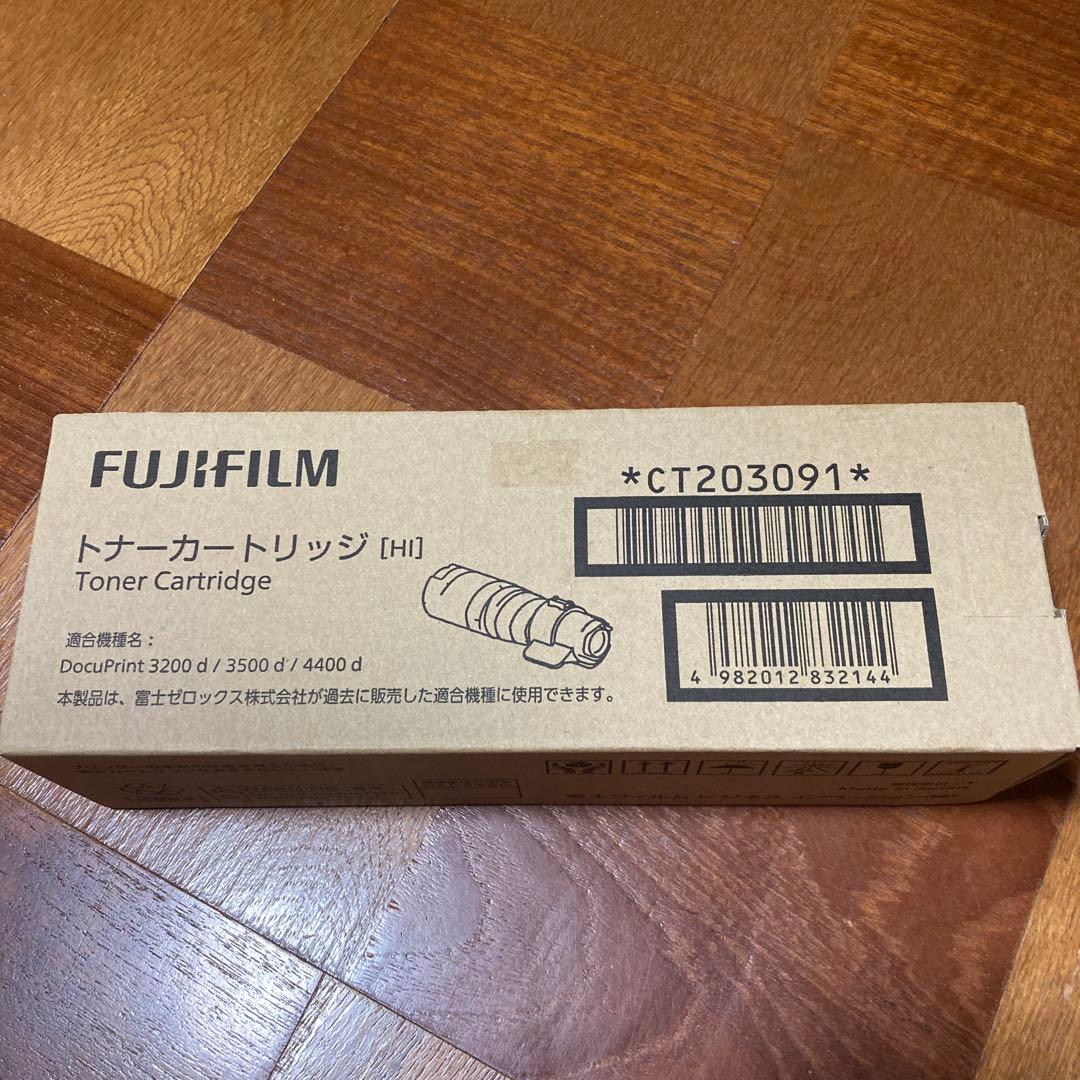 FUJIFILM
*CT203091*
トナーカートリッジ [HI]
Toner Cartridge
適合機種名：
DocuPrint 3200 d / 3500 d / 4400 d
本製品は、富士ゼロックス株式会社が過去に販売した適合機種に使用できます。
4 982012 832144
Made in Japan